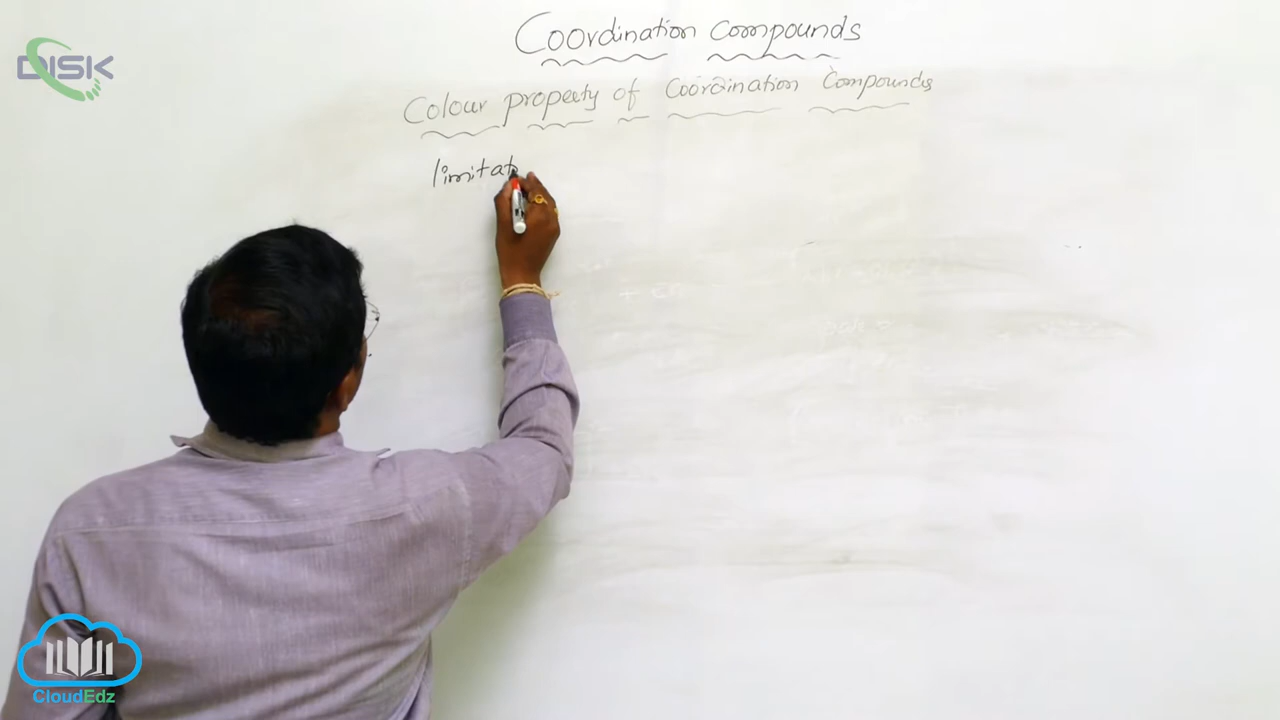 Coordination Compounds
DISK
Colour property of Coordination Compounds
limitat
CloudEdz